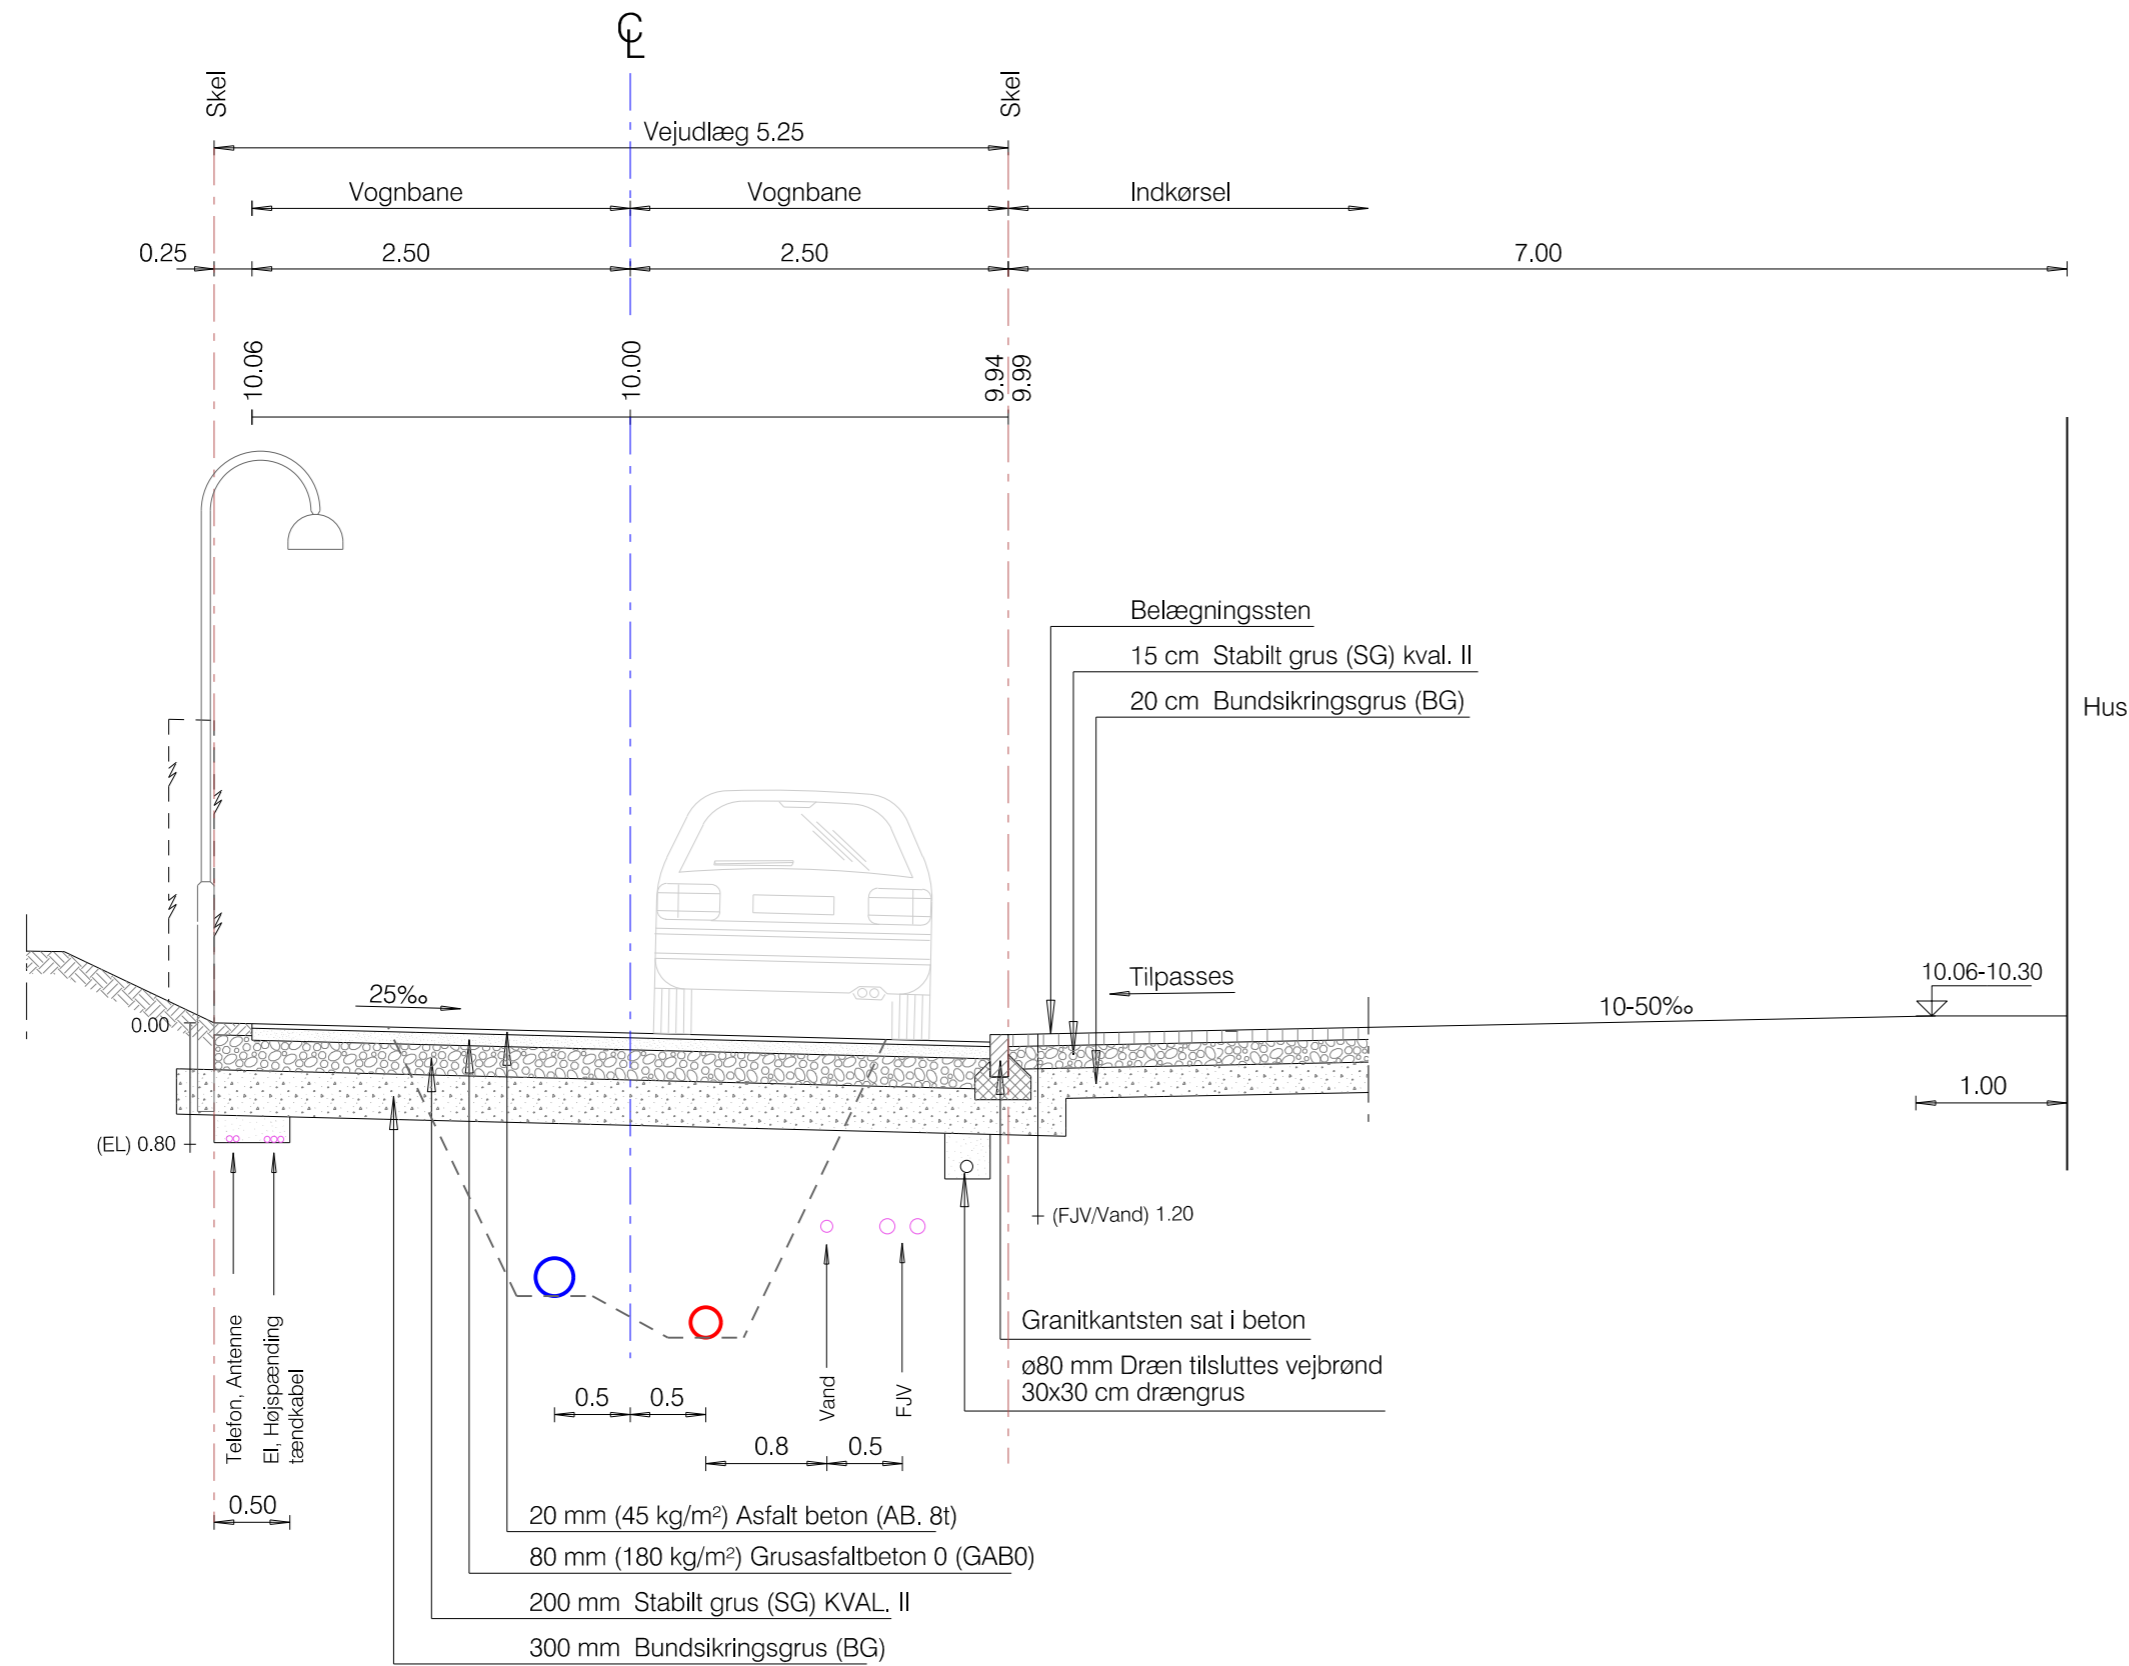 ℄
Skel
Skel
Vejudlæg 5.25
Vognbane
Vognbane
Indkørsel
0.25
2.50
2.50
7.00
10.06
10.00
9.94
9.99
Belægningssten
15 cm Stabilt grus (SG) kval. II
20 cm Bundsikringsgrus (BG)
Hus
Tilpasses
10.06-10.30
25‰
10-50‰
0.00
1.00
(EL) 0.80
(FJV/Vand) 1.20
Telefon, Antenne
El, Højspænding
tændkabel
Vand
FJV
Granitkantsten sat i beton
ø80 mm Dræn tilsluttes vejbrønd
30x30 cm drængrus
0.5
0.5
0.8
0.5
0.50
20 mm (45 kg/m²) Asfalt beton (AB. 8t)
80 mm (180 kg/m²) Grusasfaltbeton 0 (GAB0)
200 mm Stabilt grus (SG) KVAL. II
300 mm Bundsikringsgrus (BG)